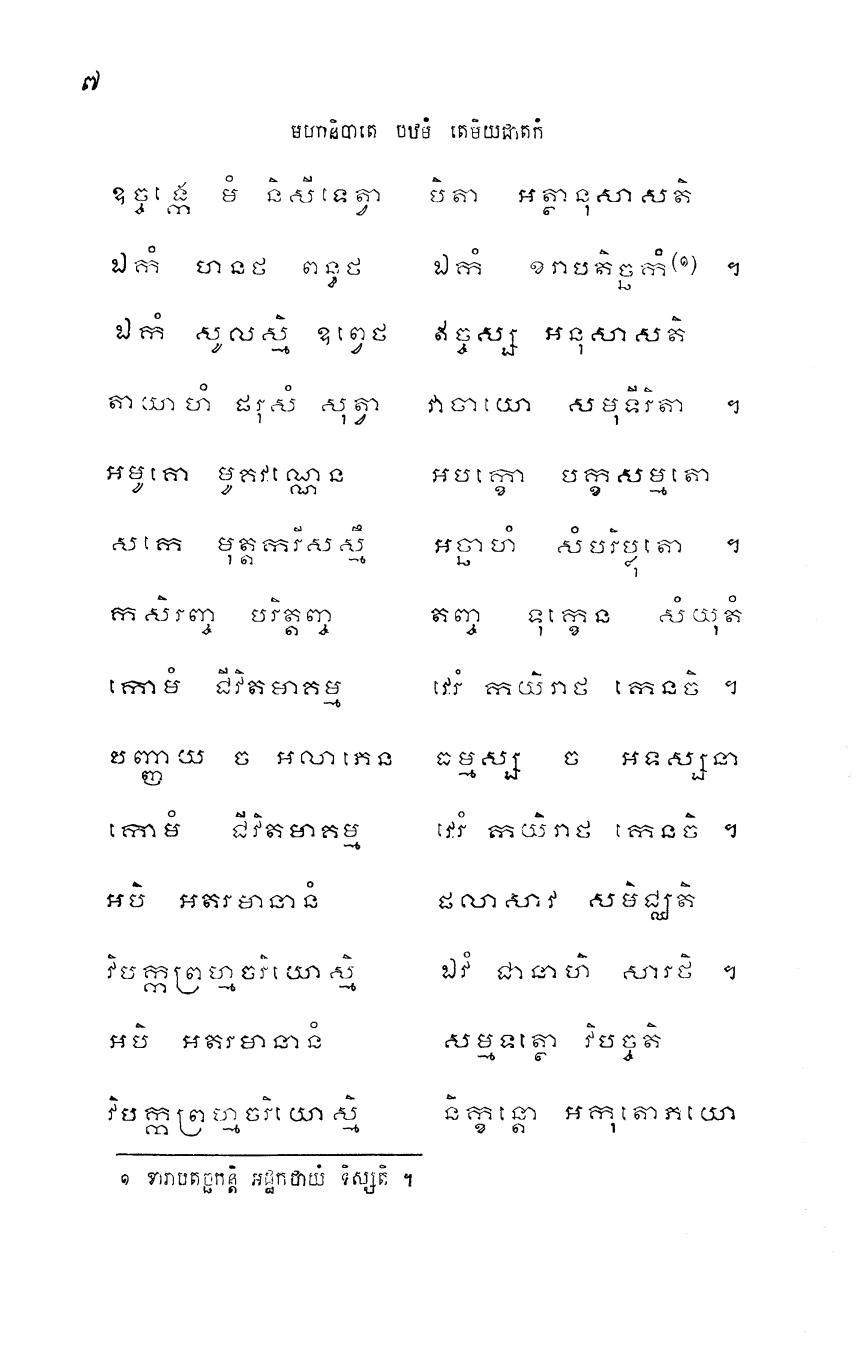 ៧
មហានិបាតេ បឋមំ តេមិយជាតកំ
ឧច្ចង្កេ មំ និសីទេត្វា បិតា អត្ថានុសាសតិ
ឯកំ ហនថ ពន្ធថ ឯកំ ខរាបតិច្ឆកំ(១) ។
ឯកំ សូលស្មិំ ឧព្វេថ ឥច្ចស្ស អនុសាសតិ
តាយាហំ ផរុសំ សុត្វា វាចាយោ សមុទីរិតា ។
អមូគោ មូគវណ្ណេន អបក្ខោ បក្ខសម្មតោ
សកេ មុត្តករីសស្មឹ អច្ឆាហំ សំបរិប្លុតោ ។
កសិរញ្ច បរិត្តញ្ច តញ្ច ទុក្ខេន សំយុតំ
កោមំ ជីវិតមាគម្ម វេរំ កយិរាថ កេនចិ ។
បញ្ញាយ ច អលាភេន ធម្មស្ស ច អទស្សនា
កោមំ ជីវិតមាគម្ម វេរំ កយិរាថ កេនចិ ។
អបិ អតរមានានំ ផលាសាវ សមិជ្ឈតិ
វិបក្កព្រហ្មចរិយោស្មិ ឯវំ ជានាហិ សារថិ ។
អបិ អតរមានានំ សម្មទត្ថោ វិបច្ចតិ
វិបក្កព្រហ្មចរិយោស្មិ និក្ខន្តោ អកុតោភយោ
១ ខារាបតច្ឆកន្តិ អដ្ឋកថាយំ ទិស្សតិ ។